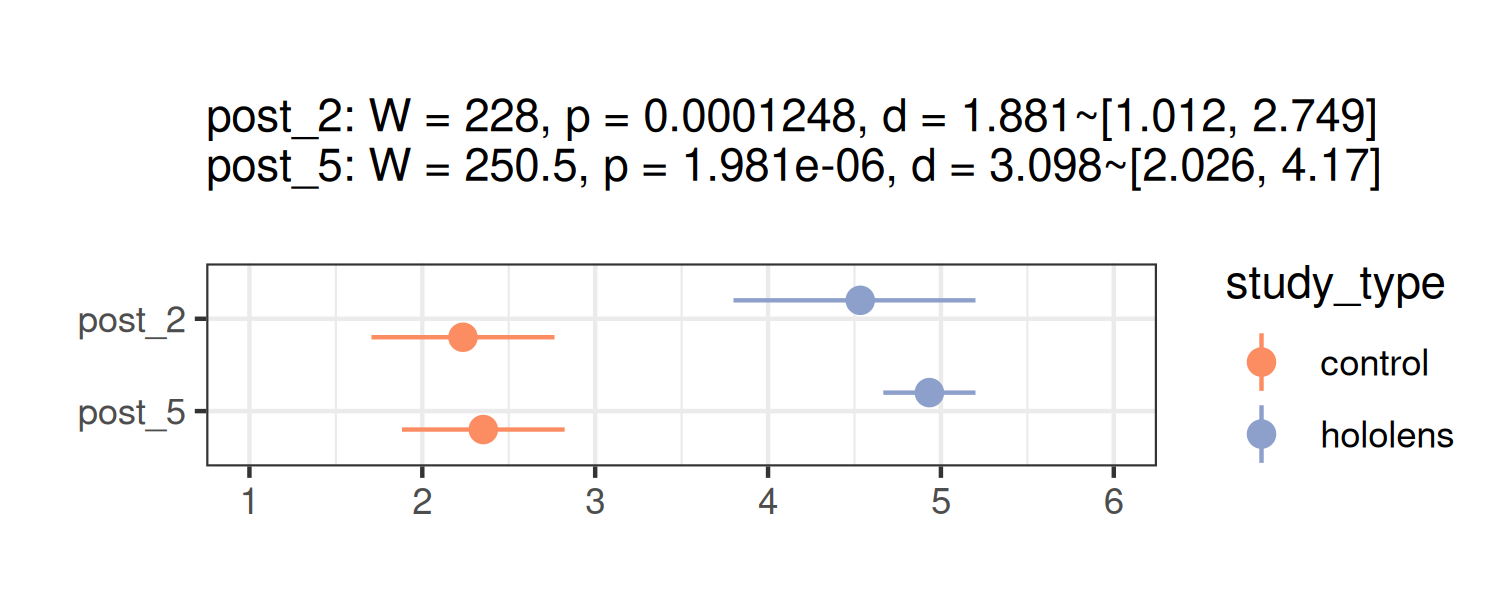 post_2: W = 228, p = 0.0001248, d = 1.881~[1.012, 2.749]
post_5: W = 250.5, p = 1.981e-06, d = 3.098~[2.026, 4.17]
post_2
post_5
1 2 3 4 5 6
study_type
control
hololens